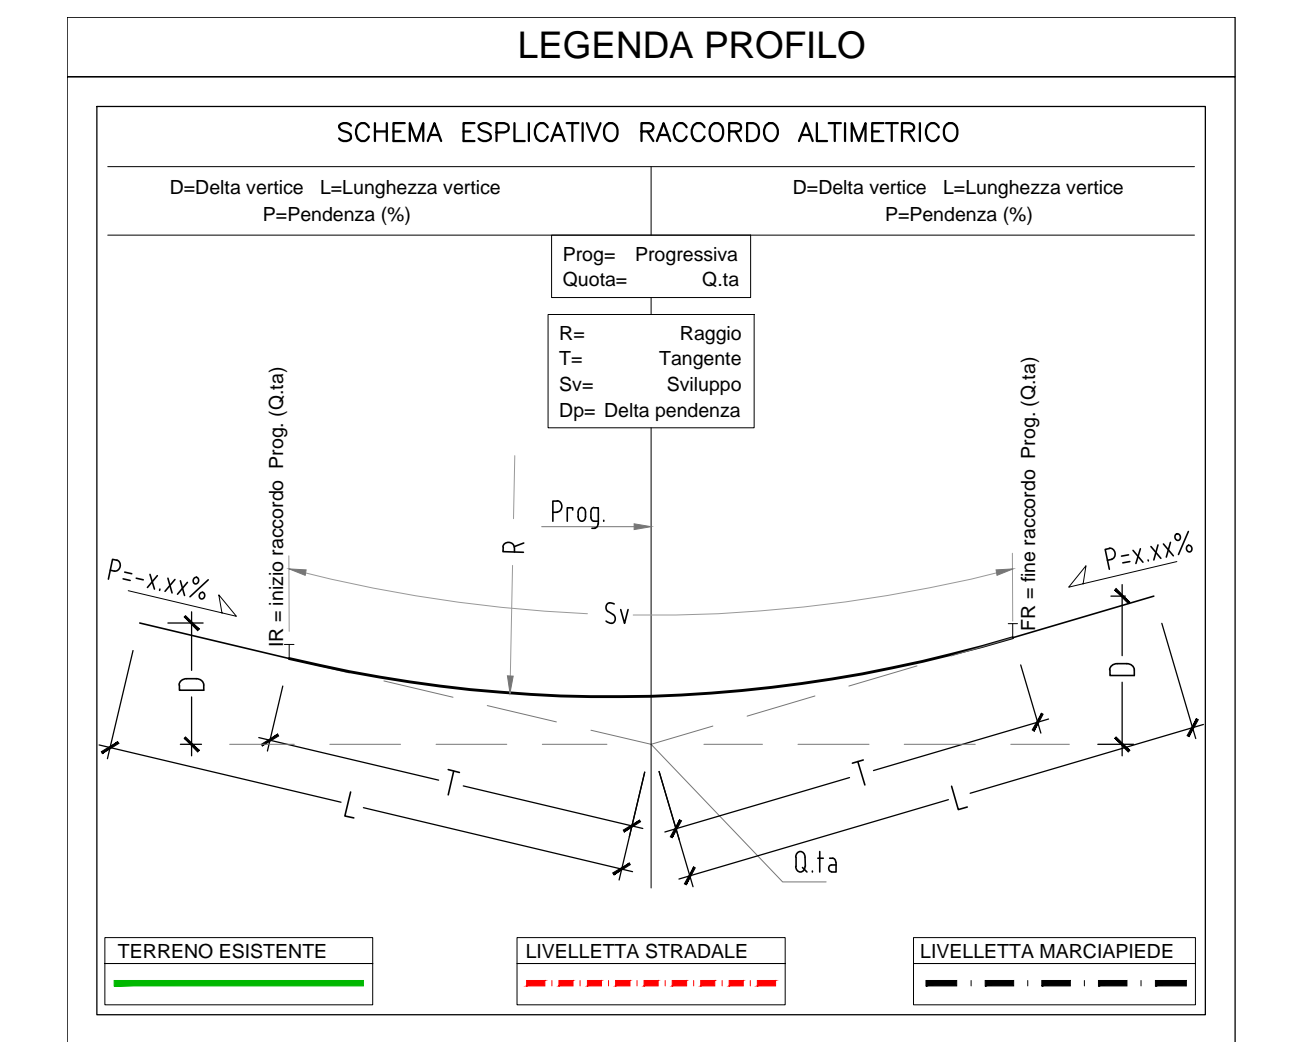 LEGENDA PROFILO
SCHEMA ESPLICATIVO RACCORDO ALTIMETRICO
D=Delta vertice L=Lunghezza vertice
P=Pendenza (%)
D=Delta vertice L=Lunghezza vertice
P=Pendenza (%)
Prog= Progressiva
Quota= Q.ta
R= Raggio
T= Tangente
Sv= Sviluppo
Dp= Delta pendenza
IR = inizio raccordo Prog. (Q.ta)
FR = fine raccordo Prog. (Q.ta)
Prog.
R
P=-x.xx%
P=x.xx%
Sv
D
D
T
T
L
L
Q.ta
TERRENO ESISTENTE
LIVELLETTA STRADALE
LIVELLETTA MARCIAPIEDE